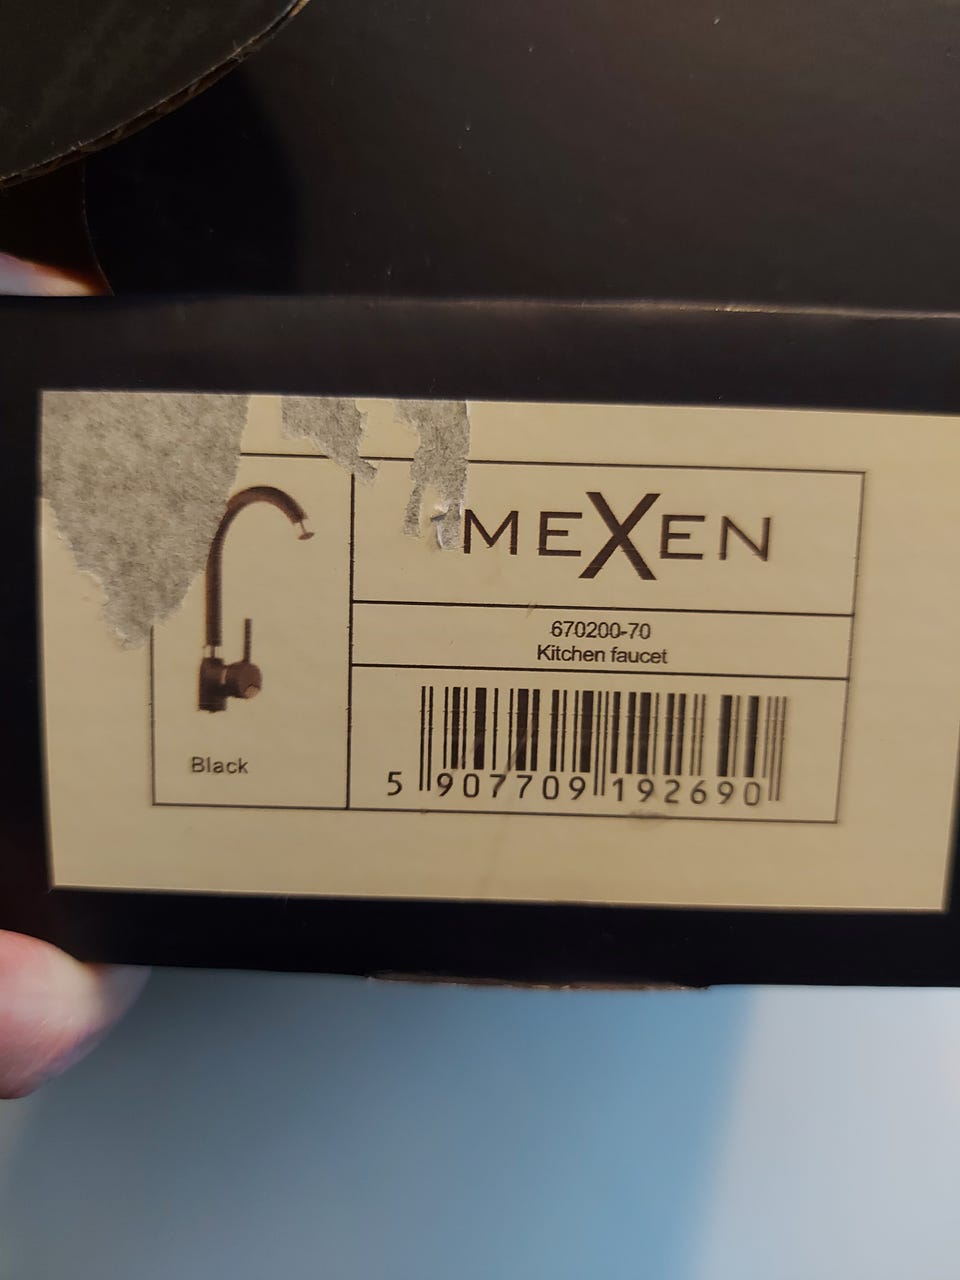 MEXEN
670200-70
Kitchen faucet
Black
5 907709 192690